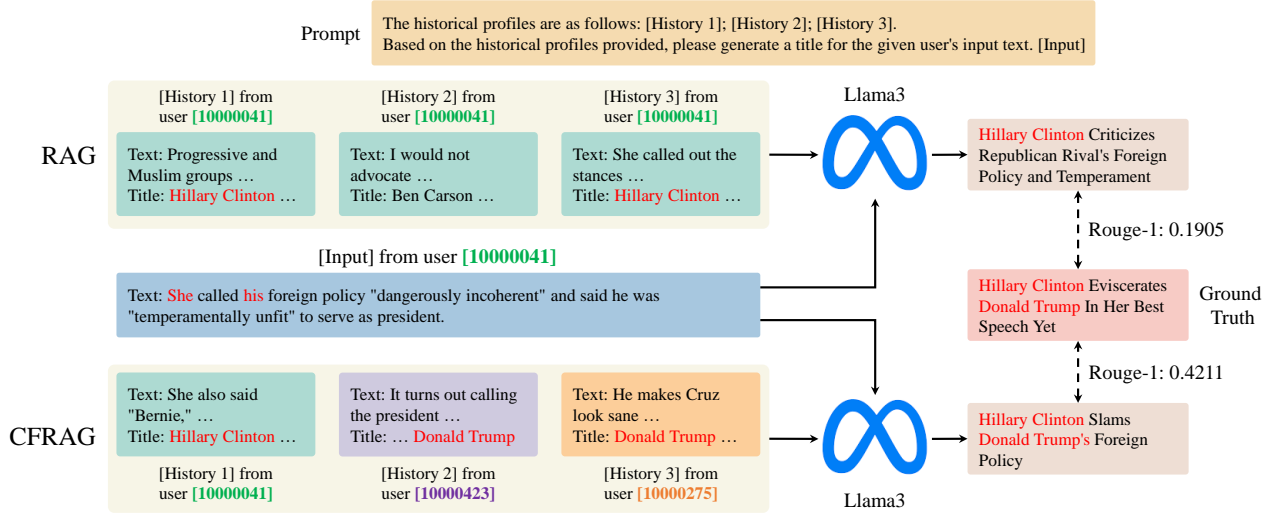 Prompt
The historical profiles are as follows: [History 1]; [History 2]; [History 3].
Based on the historical profiles provided, please generate a title for the given user's input text. [Input]
RAG
[History 1] from
user [10000041]
Text: Progressive and
Muslim groups …
Title: Hillary Clinton …
[History 2] from
user [10000041]
Text: I would not
advocate …
Title: Ben Carson …
[History 3] from
user [10000041]
Text: She called out the
stances …
Title: Hillary Clinton …
Llama3
Hillary Clinton Criticizes
Republican Rival's Foreign
Policy and Temperament
Rouge-1: 0.1905
[Input] from user [10000041]
Text: She called his foreign policy "dangerously incoherent" and said he was
"temperamentally unfit" to serve as president.
Hillary Clinton Eviscerates
Donald Trump In Her Best
Speech Yet
Ground
Truth
Rouge-1: 0.4211
CFRAG
Text: She also said
"Bernie," …
Title: Hillary Clinton …
[History 1] from
user [10000041]
Text: It turns out calling
the president …
Title: … Donald Trump
[History 2] from
user [10000423]
Text: He makes Cruz
look sane …
Title: Donald Trump …
[History 3] from
user [10000275]
Llama3
Hillary Clinton Slams
Donald Trump's Foreign
Policy